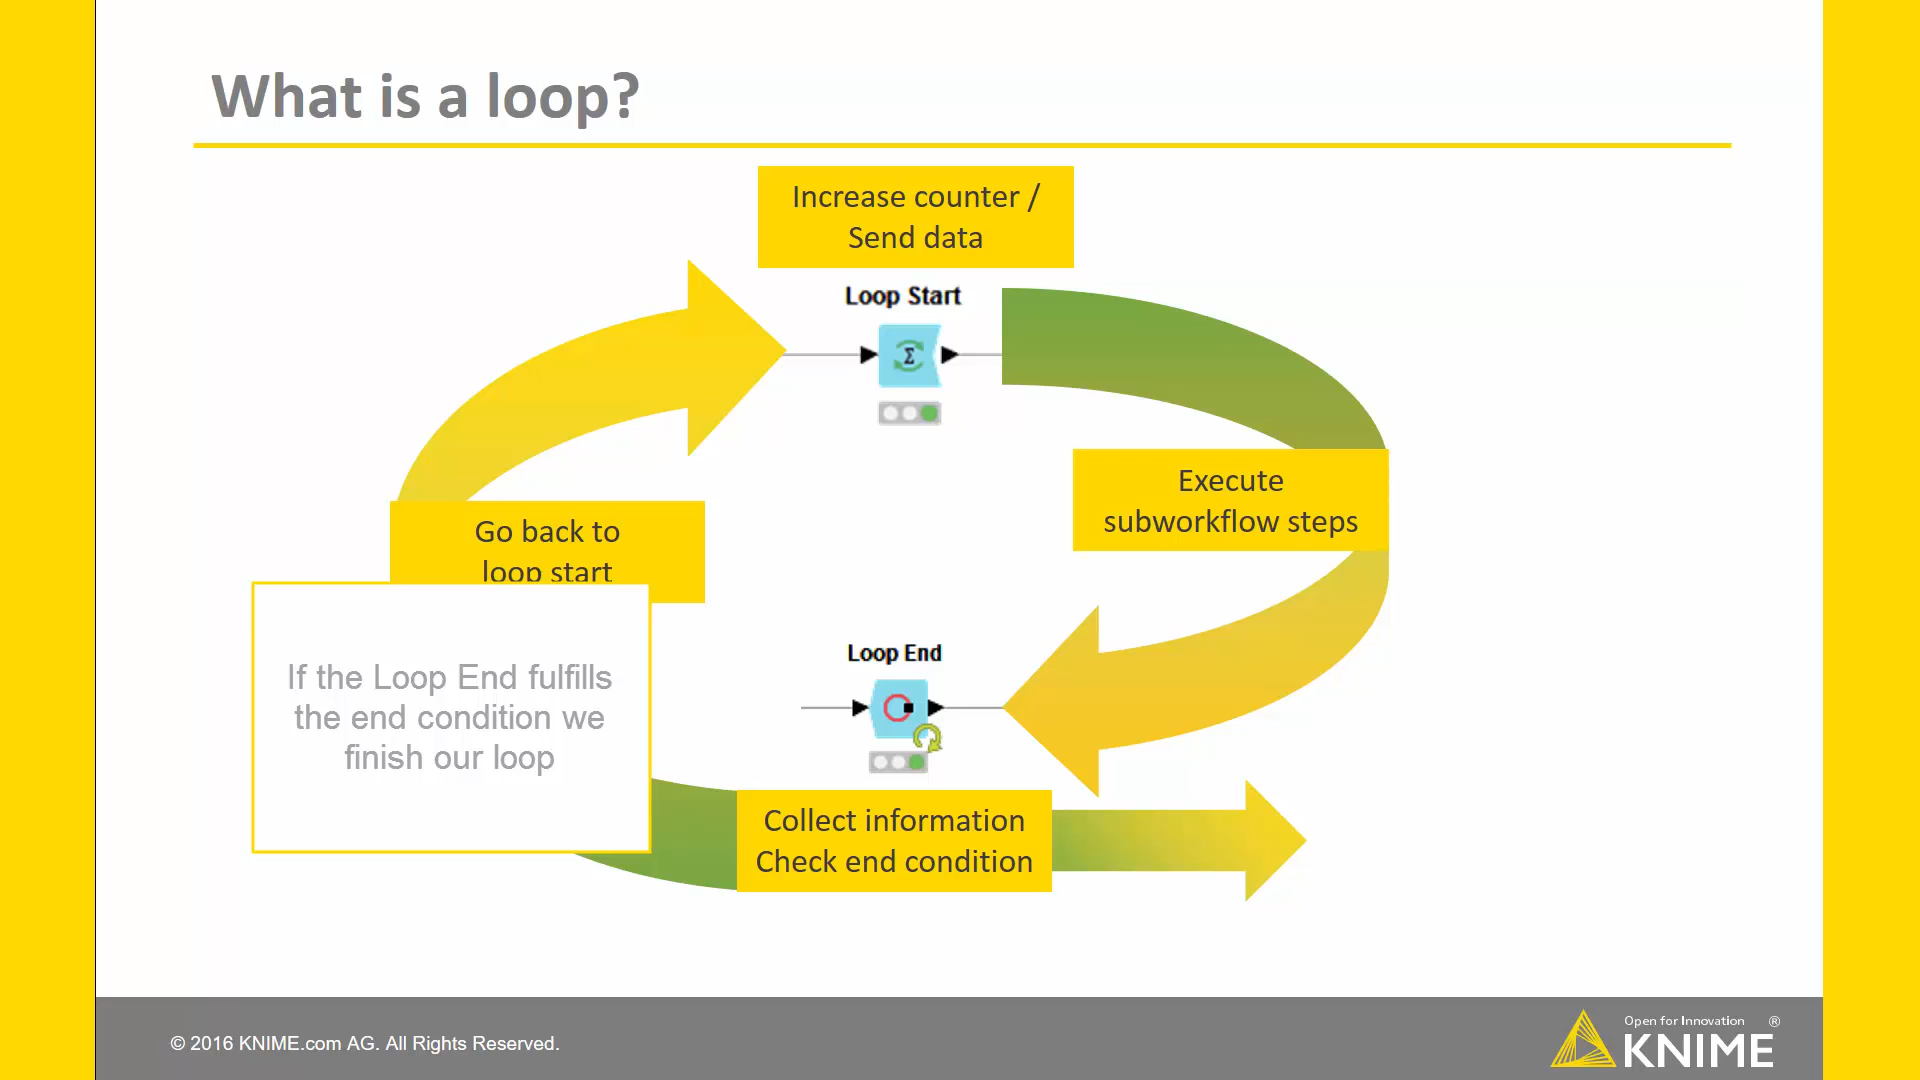 What is a loop?
Increase counter /
Send data
Loop Start
Execute
subworkflow steps
Go back to
loop start
Loop End
If the Loop End fulfills
the end condition we
finish our loop
Collect information
Check end condition
© 2016 KNIME.com AG. All Rights Reserved.
Open for Innovation ®
KNIME